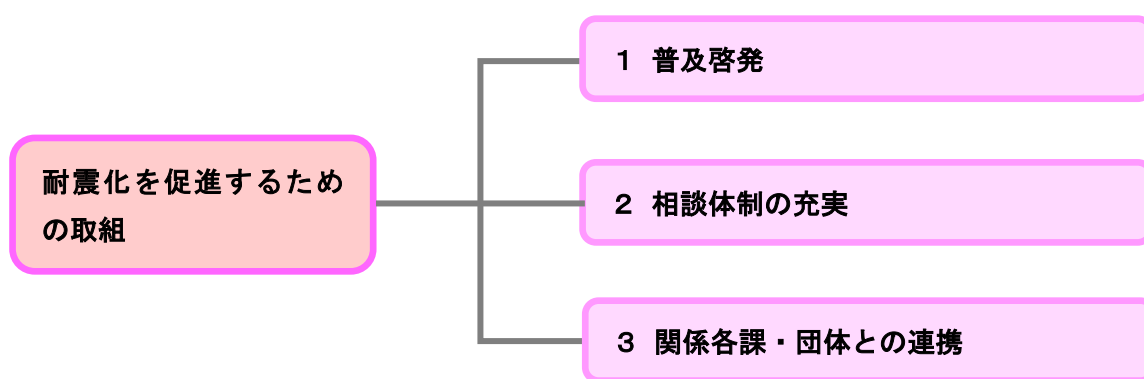 耐震化を促進するため
の取組
1 普及啓発
2 相談体制の充実
3 関係各課・団体との連携